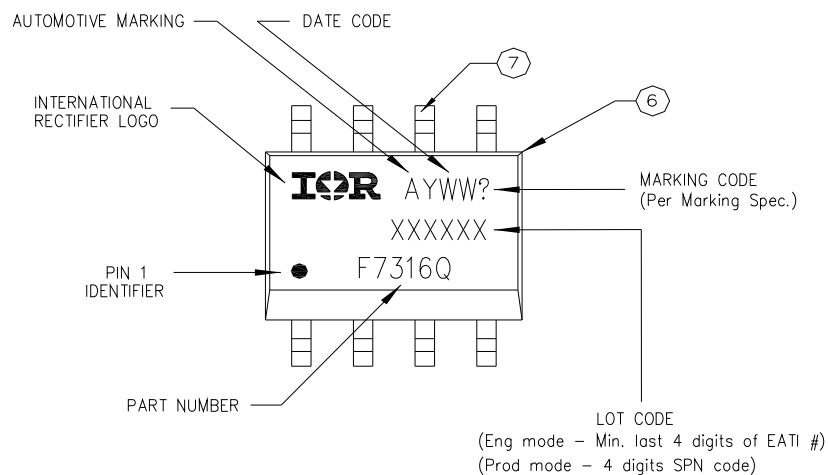 AUTOMOTIVE MARKING
DATE CODE
7
INTERNATIONAL
RECTIFIER LOGO
6
IOR AYWW?
MARKING CODE
(Per Marking Spec.)
XXXXXX
PIN 1
IDENTIFIER
F7316Q
PART NUMBER
LOT CODE
(Eng mode – Min. last 4 digits of EATI #)
(Prod mode – 4 digits SPN code)